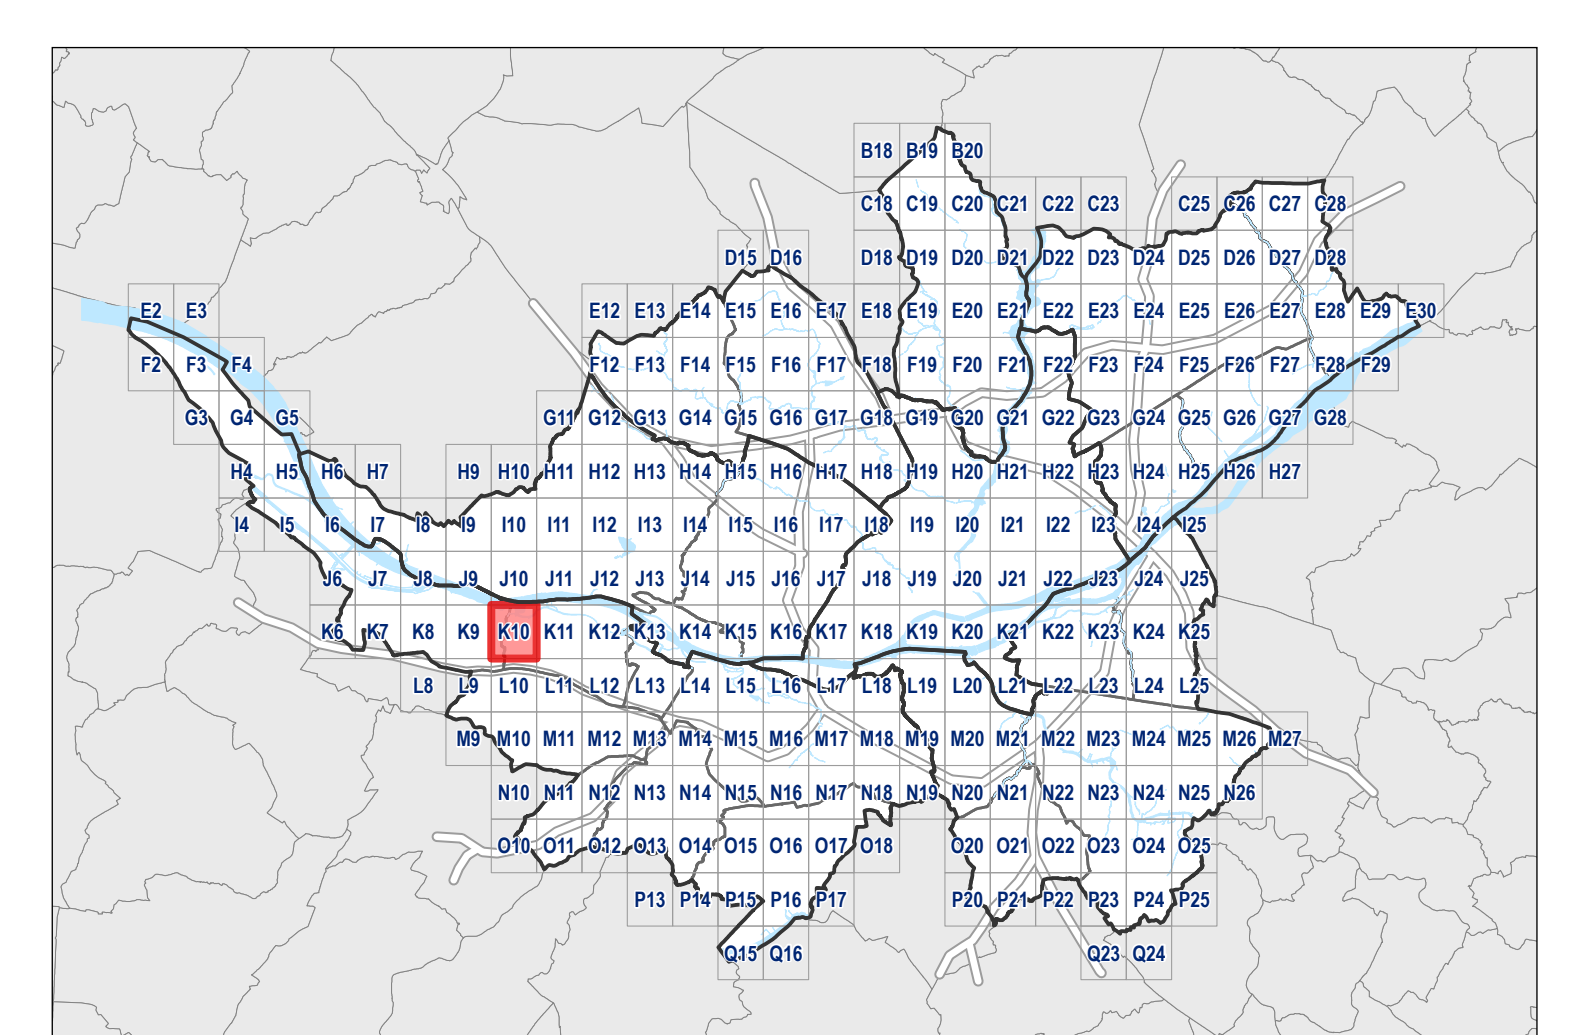 B18 B19 B20
C18 C19 C20 C21 C22 C23 C25 C26 C27 C28
D15 D16 D18 D19 D20 D21 D22 D23 D24 D25 D26 D27 D28
E2 E3 E12 E13 E14 E15 E16 E17 E18 E19 E20 E21 E22 E23 E24 E25 E26 E27 E28 E29 E30
F2 F3 F4 F12 F13 F14 F15 F16 F17 F18 F19 F20 F21 F22 F23 F24 F25 F26 F27 F28 F29
G3 G4 G5 G11 G12 G13 G14 G15 G16 G17 G18 G19 G20 G21 G22 G23 G24 G25 G26 G27 G28
H4 H5 H6 H7 H9 H10 H11 H12 H13 H14 H15 H16 H17 H18 H19 H20 H21 H22 H23 H24 H25 H26 H27
I4 I5 I6 I7 I8 I9 I10 I11 I12 I13 I14 I15 I16 I17 I18 I19 I20 I21 I22 I23 I24 I25
J6 J7 J8 J9 J10 J11 J12 J13 J14 J15 J16 J17 J18 J19 J20 J21 J22 J23 J24 J25
K6 K7 K8 K9 K10 K11 K12 K13 K14 K15 K16 K17 K18 K19 K20 K21 K22 K23 K24 K25
L8 L9 L10 L11 L12 L13 L14 L15 L16 L17 L18 L19 L20 L21 L22 L23 L24 L25
M9 M10 M11 M12 M13 M14 M15 M16 M17 M18 M19 M20 M21 M22 M23 M24 M25 M26 M27
N10 N11 N12 N13 N14 N15 N16 N17 N18 N19 N20 N21 N22 N23 N24 N25 N26
O10 O11 O12 O13 O14 O15 O16 O17 O18 O20 O21 O22 O23 O24 O25
P13 P14 P15 P16 P17 P20 P21 P22 P23 P24 P25
Q15 Q16 Q23 Q24